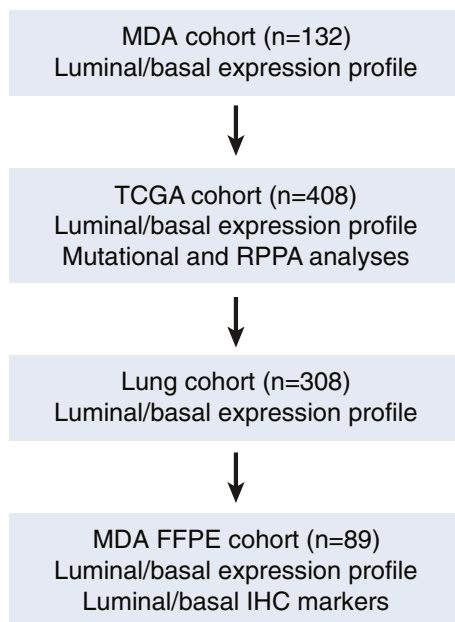 MDA cohort (n=132)
Luminal/basal expression profile
TCGA cohort (n=408)
Luminal/basal expression profile
Mutational and RPPA analyses
Lung cohort (n=308)
Luminal/basal expression profile
MDA FFPE cohort (n=89)
Luminal/basal expression profile
Luminal/basal IHC markers